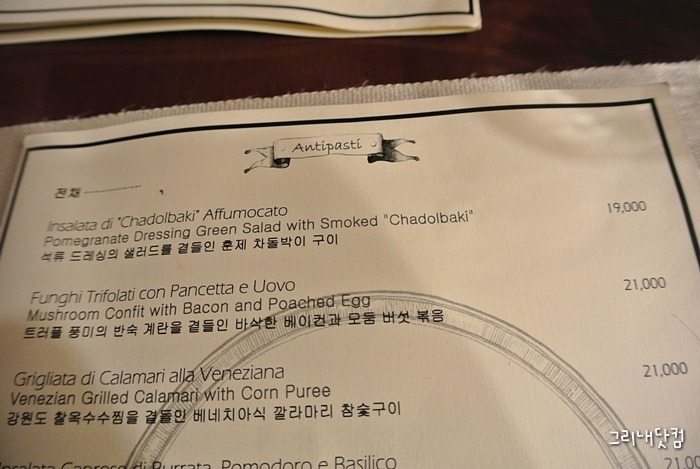 Antipasti
전채
Insalata di "Chadolbaki" Affumocato 19,000
Pomegranate Dressing Green Salad with Smoked "Chadolbaki"
석류 드레싱의 샐러드를 곁들인 훈제 차돌박이 구이
Funghi Trifolati con Pancetta e Uovo 21,000
Mushroom Confit with Bacon and Poached Egg
트러플 풍미의 반숙 계란을 곁들인 바삭한 베이컨과 모둠 버섯 볶음
Grigliata di Calamari alla Veneziana 21,000
Venezian Grilled Calamari with Corn Puree
강원도 찰옥수수찜을 곁들인 베네치아식 깔라마리 참숯구이
Insalata Caprese di Burrata, Pomodoro e Basilico
그리내닷컴